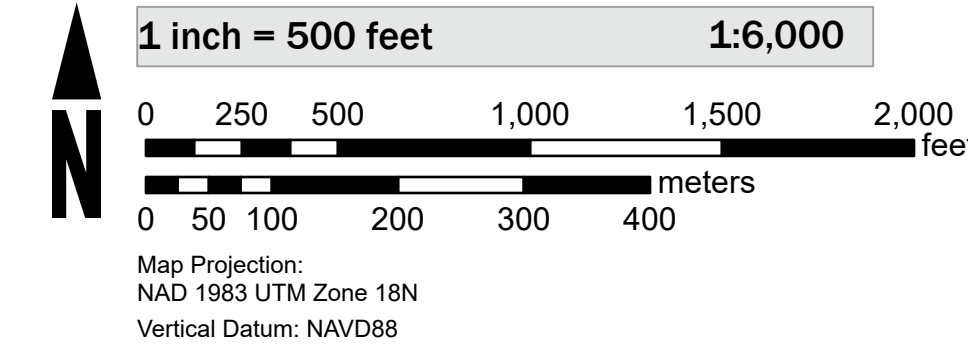 1 inch = 500 feet 1:6,000
0 250 500 1,000 1,500 2,000
feet
meters
0 50 100 200 300 400
N
Map Projection:
NAD 1983 UTM Zone 18N
Vertical Datum: NAVD88